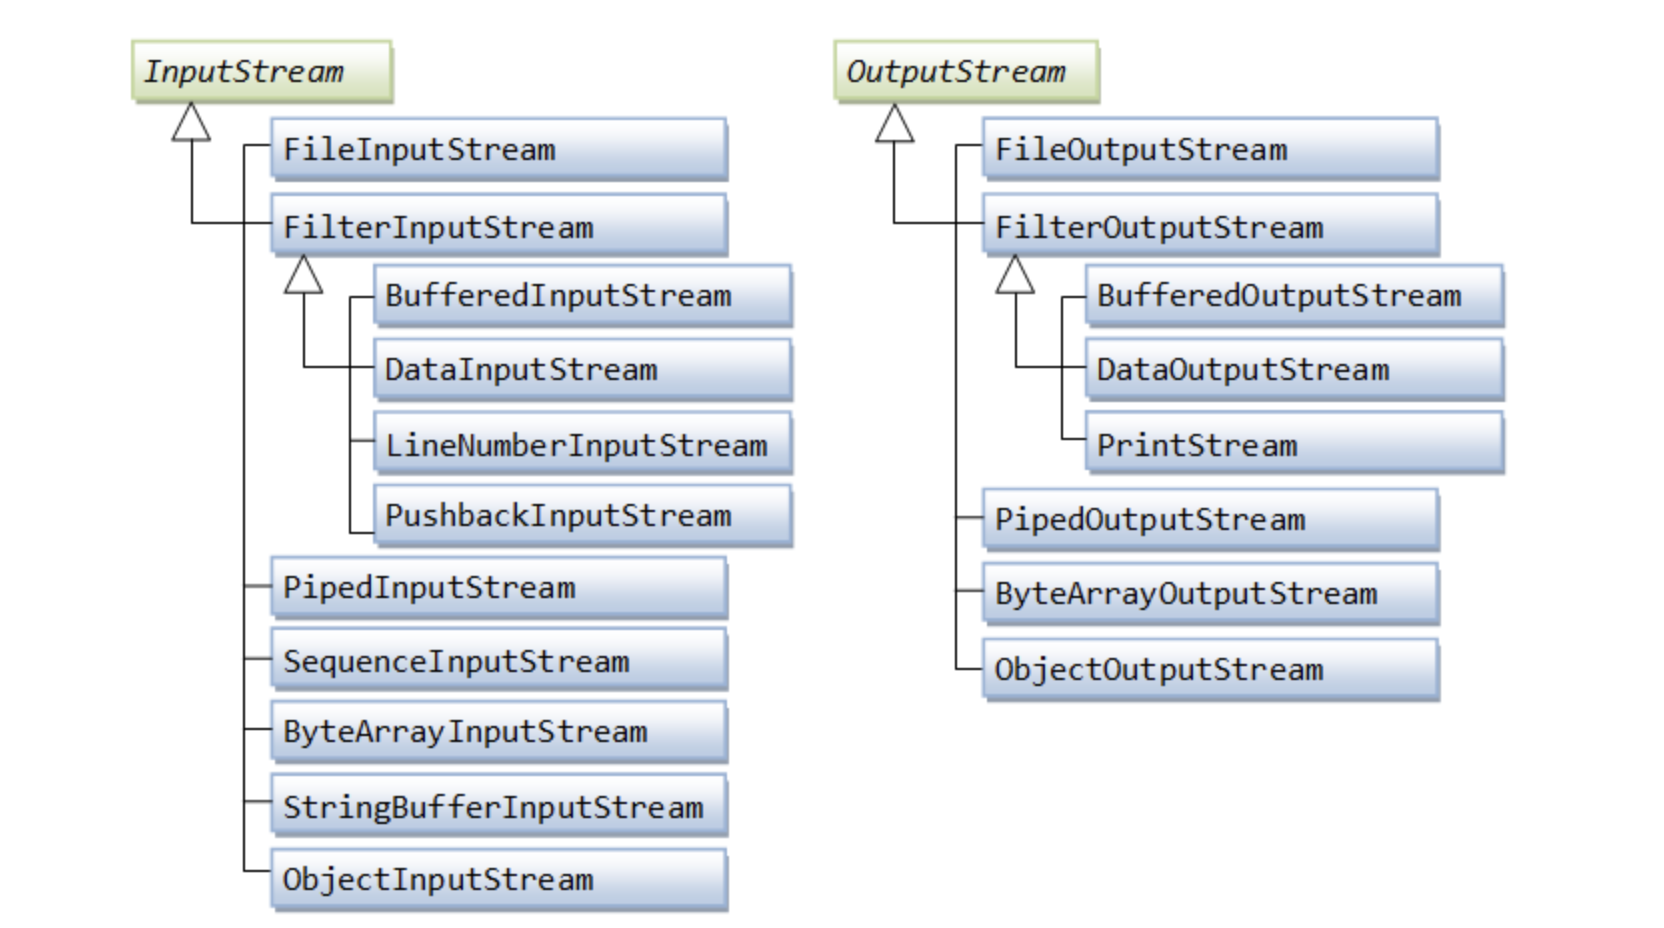 InputStream
FileInputStream
FilterInputStream
BufferedInputStream
DataInputStream
LineNumberInputStream
PushbackInputStream
PipedInputStream
SequenceInputStream
ByteArrayInputStream
StringBufferInputStream
ObjectInputStream
OutputStream
FileOutputStream
FilterOutputStream
BufferedOutputStream
DataOutputStream
PrintStream
PipedOutputStream
ByteArrayOutputStream
ObjectOutputStream